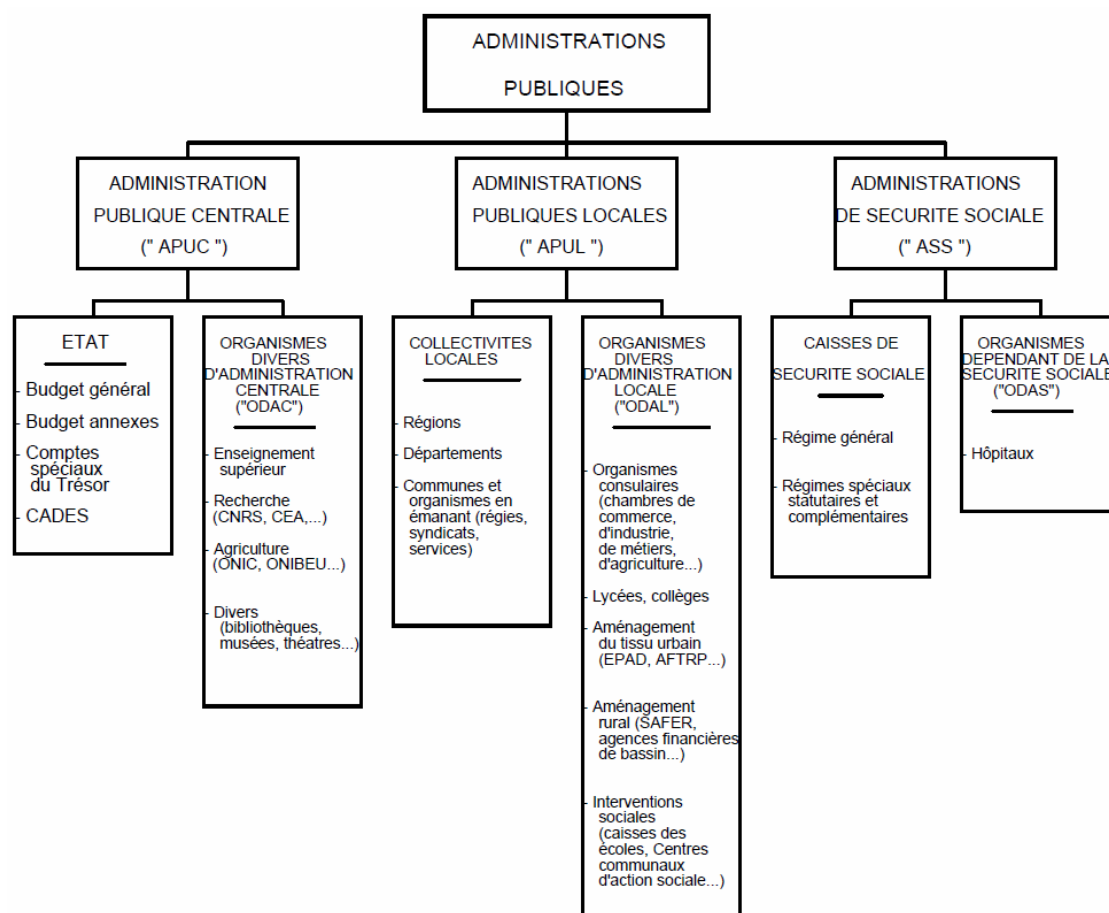 ADMINISTRATIONS
PUBLIQUES
ADMINISTRATION
PUBLIQUE CENTRALE
(" APUC ")
ADMINISTRATIONS
PUBLIQUES LOCALES
(" APUL ")
ADMINISTRATIONS
DE SECURITE SOCIALE
(" ASS ")
ETAT
- Budget général
- Budget annexes
- Comptes
spéciaux
du Trésor
- CADES
ORGANISMES
DIVERS
D'ADMINISTRATION
CENTRALE
("ODAC")
- Enseignement
supérieur
- Recherche
(CNRS, CEA,...)
- Agriculture
(ONIC, ONIBEU...)
- Divers
(bibliothèques,
musées, théatres...)
COLLECTIVITES
LOCALES
- Régions
- Départements
- Communes et
organismes en
émanant (régies,
syndicats,
services)
ORGANISMES
DIVERS
D'ADMINISTRATION
LOCALE
("ODAL")
- Organismes
consulaires
(chambres de
commerce,
d'industrie,
de métiers,
d'agriculture...)
- Lycées, collèges
- Aménagement
du tissu urbain
(EPAD, AFTRP...)
- Aménagement
rural (SAFER,
agences financières
de bassin...)
- Interventions
sociales
(caisses des
écoles, Centres
communaux
d'action sociale...)
CAISSES DE
SECURITE SOCIALE
- Régime général
- Régimes spéciaux
statutaires et
complémentaires
ORGANISMES
DEPENDANT DE LA
SECURITE SOCIALE
("ODAS")
- Hôpitaux